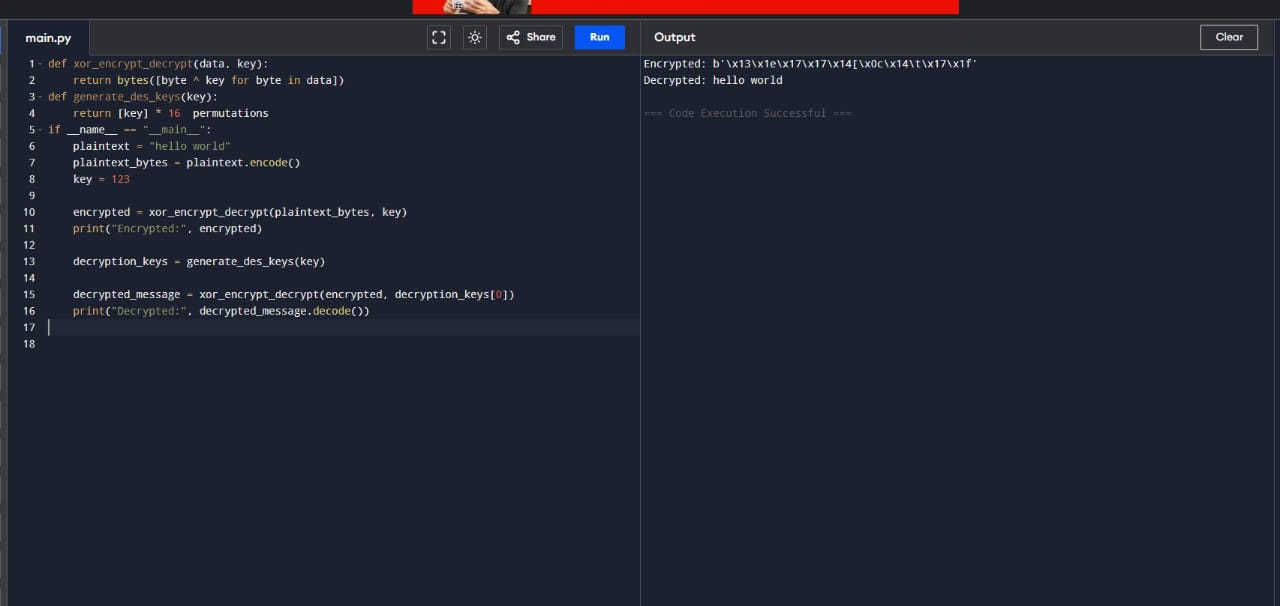 main.py
Share
Run
Output
Clear
1 def xor_encrypt_decrypt(data, key):
2 return bytes([byte ^ key for byte in data])
3 def generate_des_keys(key):
4 return [key] * 16  permutations
5 if __name__ == "__main__":
6 plaintext = "hello world"
7 plaintext_bytes = plaintext.encode()
8 key = 123
9
10 encrypted = xor_encrypt_decrypt(plaintext_bytes, key)
11 print("Encrypted:", encrypted)
12
13 decryption_keys = generate_des_keys(key)
14
15 decrypted_message = xor_encrypt_decrypt(encrypted, decryption_keys[0])
16 print("Decrypted:", decrypted_message.decode())
17
18
Encrypted: b'\x13\x1e\x17\x17\x14[\x0c\x14\t\x17\x1f'
Decrypted: hello world
=== Code Execution Successful ===